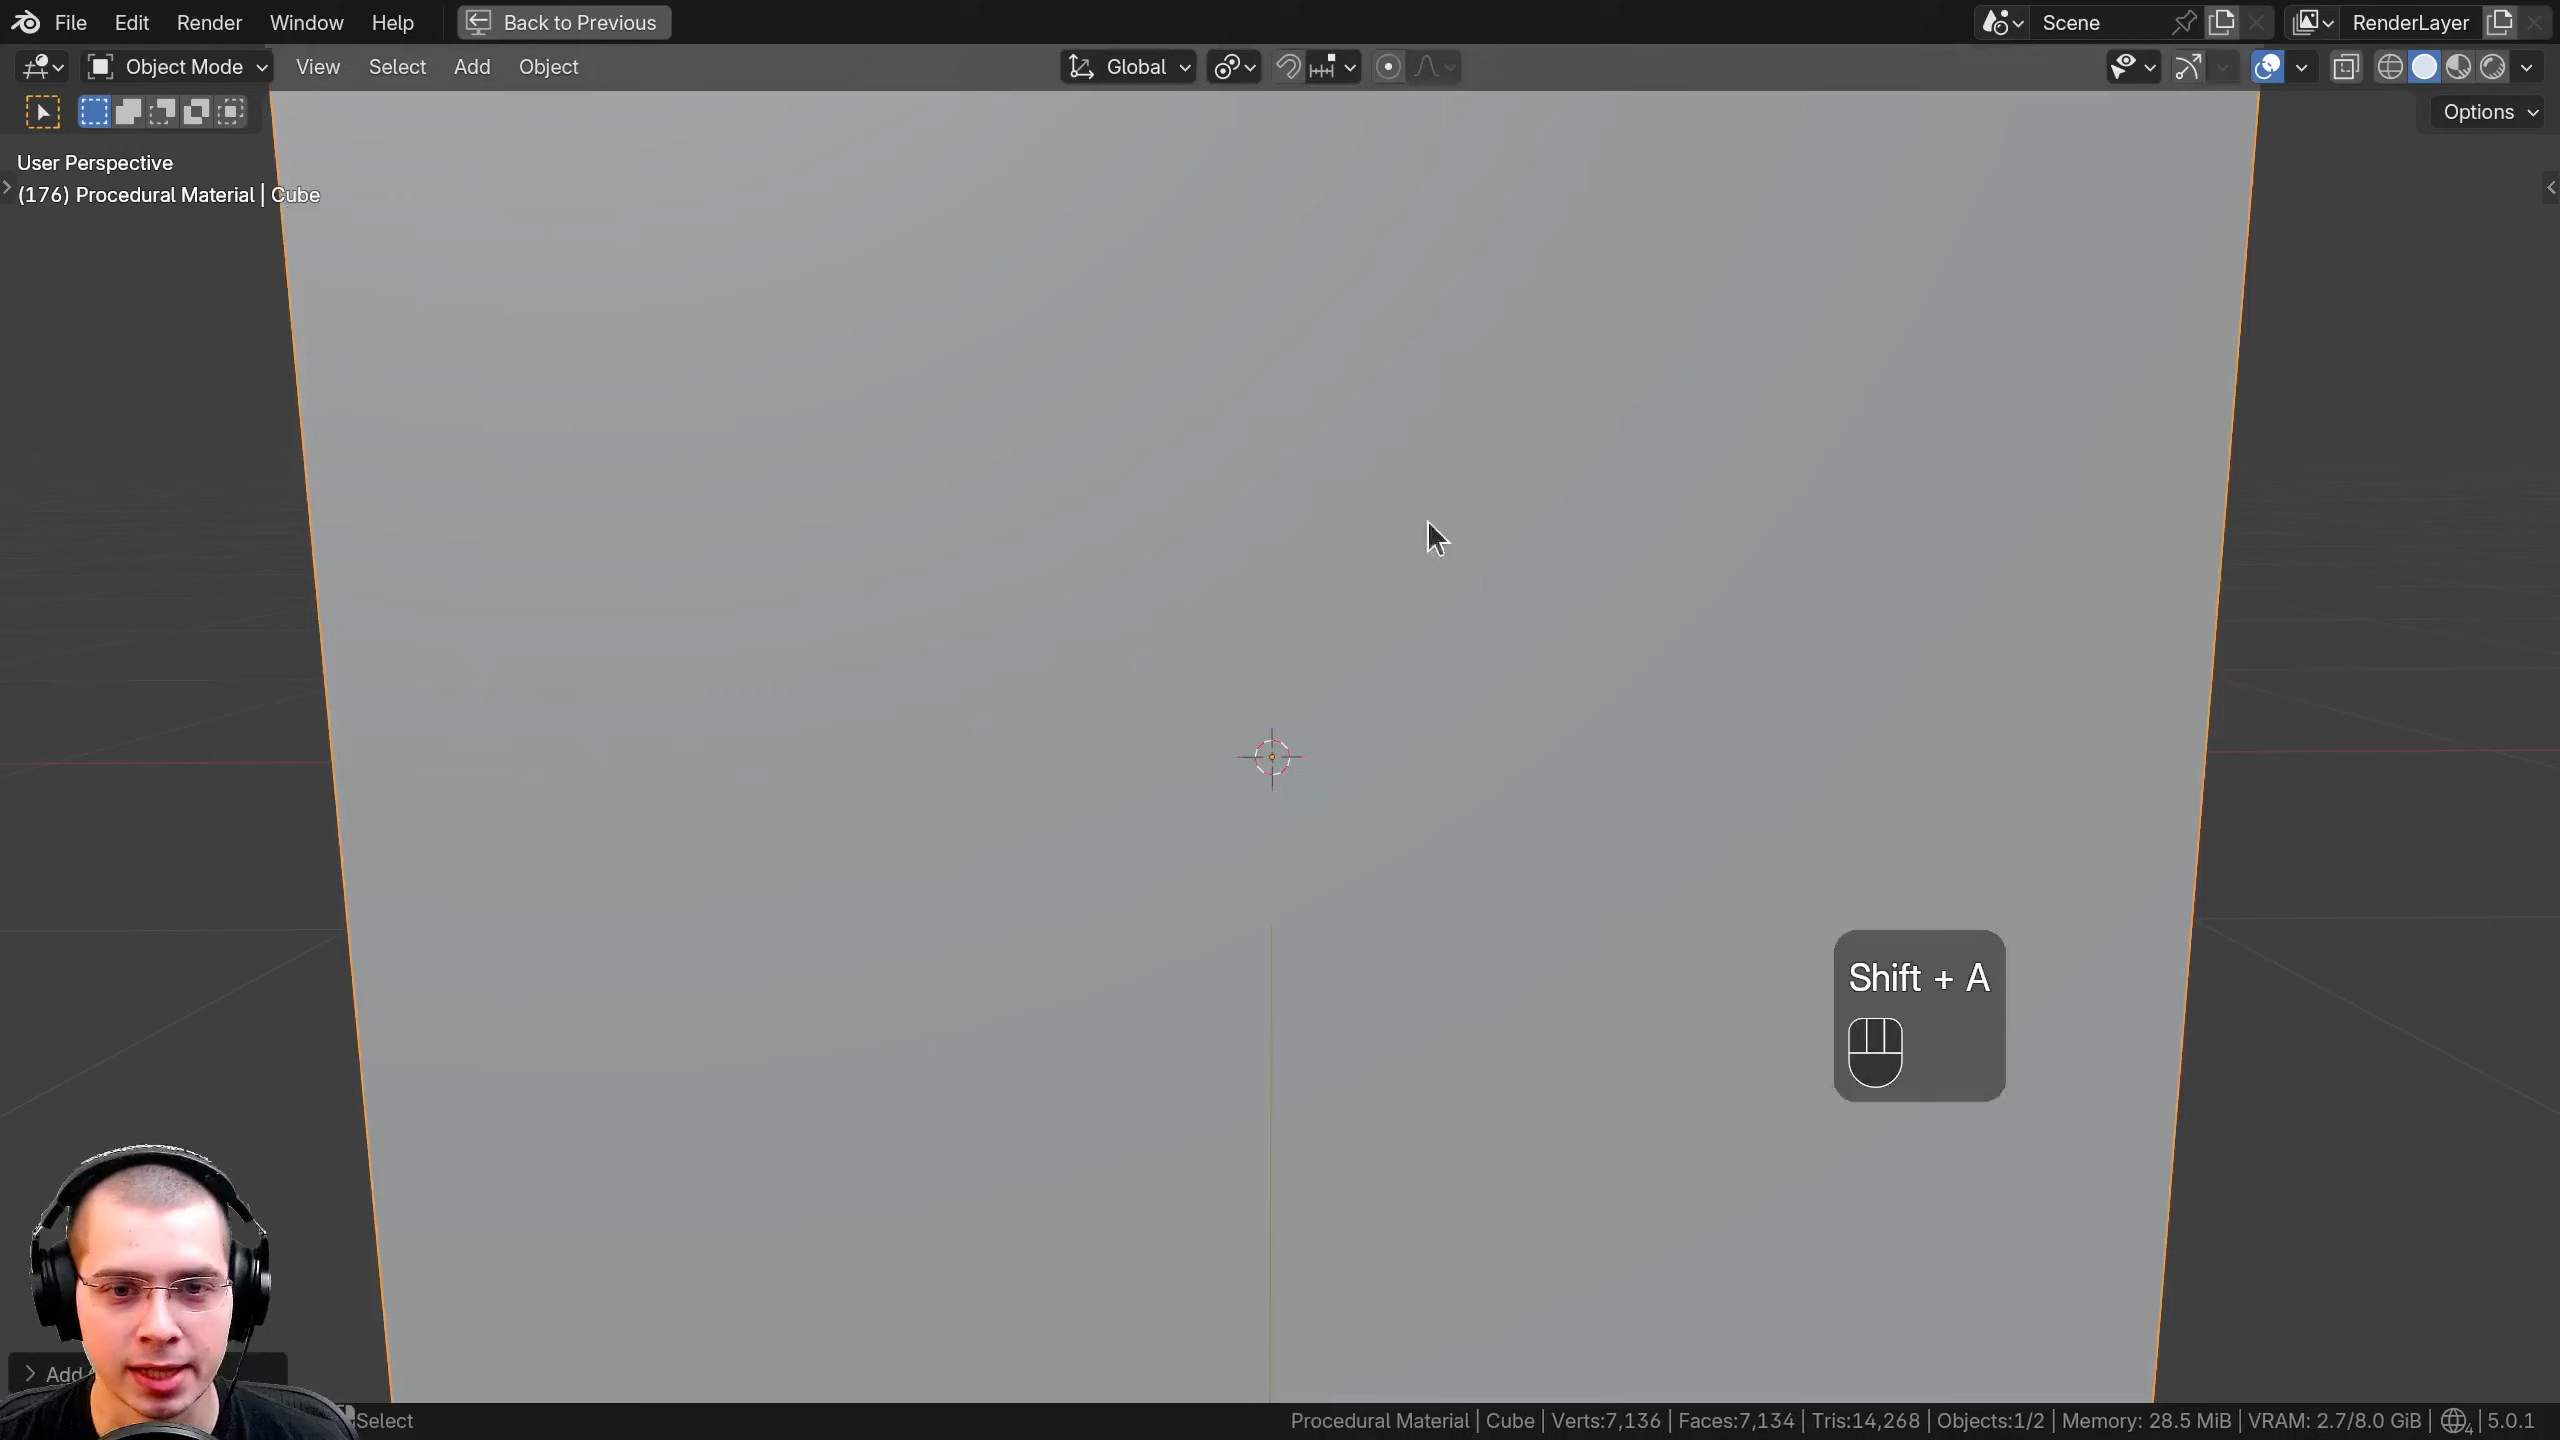 File Edit Render Window Help Back to Previous Scene RenderLayer
Object Mode View Select Add Object Global
Options
User Perspective
(176) Procedural Material | Cube
Shift + A
Add
Select
Procedural Material | Cube | Verts:7,136 | Faces:7,134 | Tris:14,268 | Objects:1/2 | Memory: 28.5 MiB | VRAM: 2.7/8.0 GiB | 4 | 5.0.1